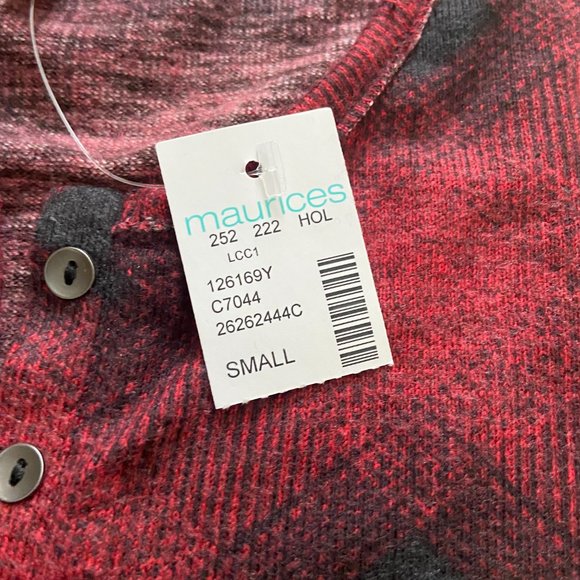 maurices
252 222 HOL
LCC1
126169Y
C7044
26262444C
SMALL